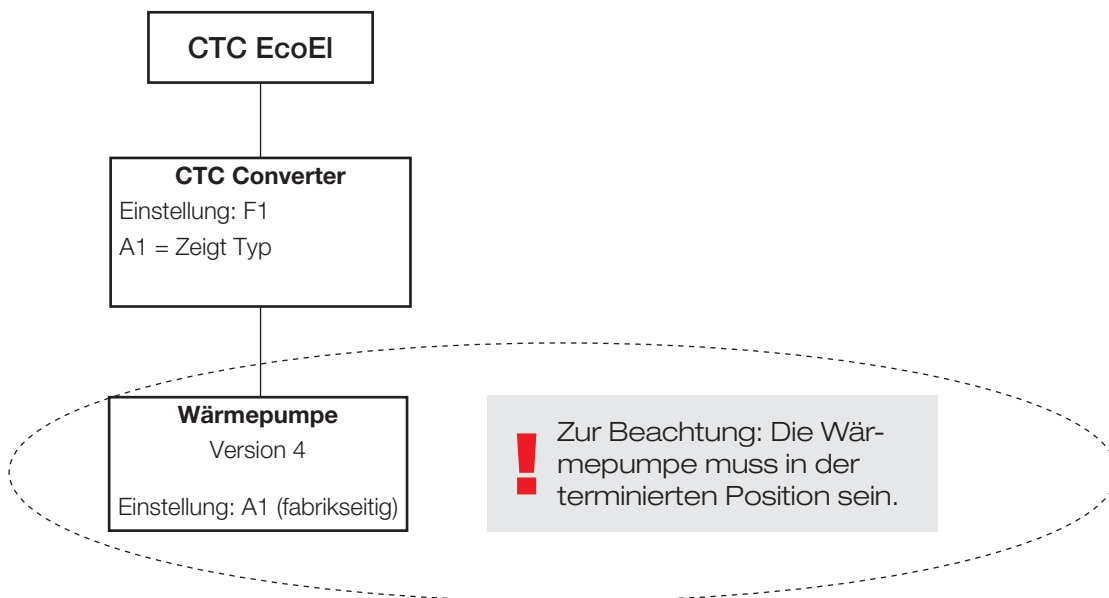 CTC EcoEl
CTC Converter
Einstellung: F1
A1 = Zeigt Typ
Wärmepumpe
Version 4
Einstellung: A1 (fabrikseitig)
! Zur Beachtung: Die Wär-
mepumpe muss in der
terminierten Position sein.